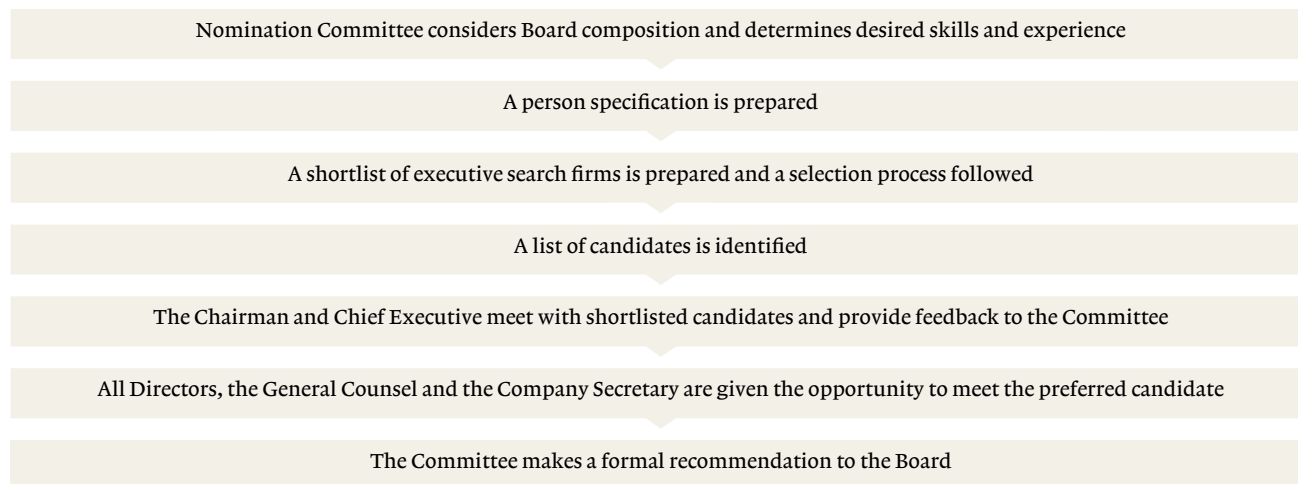 Nomination Committee considers Board composition and determines desired skills and experience
A person specification is prepared
A shortlist of executive search firms is prepared and a selection process followed
A list of candidates is identified
The Chairman and Chief Executive meet with shortlisted candidates and provide feedback to the Committee
All Directors, the General Counsel and the Company Secretary are given the opportunity to meet the preferred candidate
The Committee makes a formal recommendation to the Board